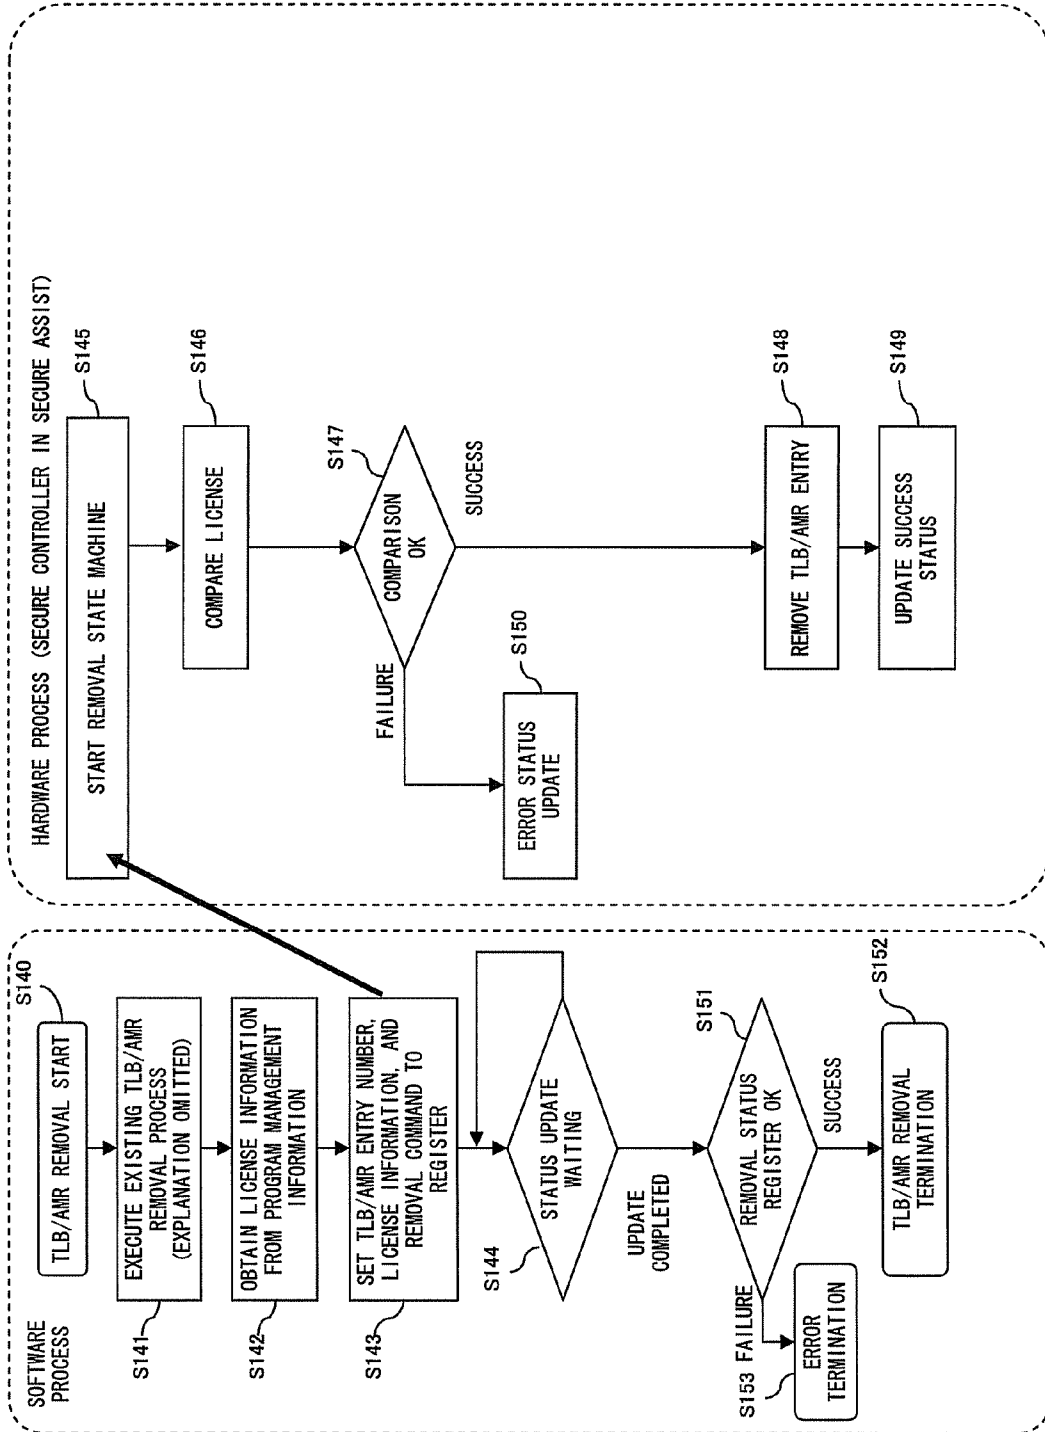 SOFTWARE
PROCESS
S140
TLB/AMR REMOVAL START
S141
EXECUTE EXISTING TLB/AMR
REMOVAL PROCESS
(EXPLANATION OMITTED)
S142
OBTAIN LICENSE INFORMATION
FROM PROGRAM MANAGEMENT
INFORMATION
S143
SET TLB/AMR ENTRY NUMBER,
LICENSE INFORMATION, AND
REMOVAL COMMAND TO
REGISTER
S144
STATUS UPDATE
WAITING
UPDATE
COMPLETED
S151
REMOVAL STATUS
REGISTER OK
S153 FAILURE
SUCCESS
ERROR
TERMINATION
S152
TLB/AMR REMOVAL
TERMINATION
HARDWARE PROCESS (SECURE CONTROLLER IN SECURE ASSIST)
START REMOVAL STATE MACHINE
S145
COMPARE LICENSE
S146
S147
COMPARISON
OK
FAILURE
SUCCESS
S150
ERROR STATUS
UPDATE
REMOVE TLB/AMR ENTRY
S148
UPDATE SUCCESS
STATUS
S149